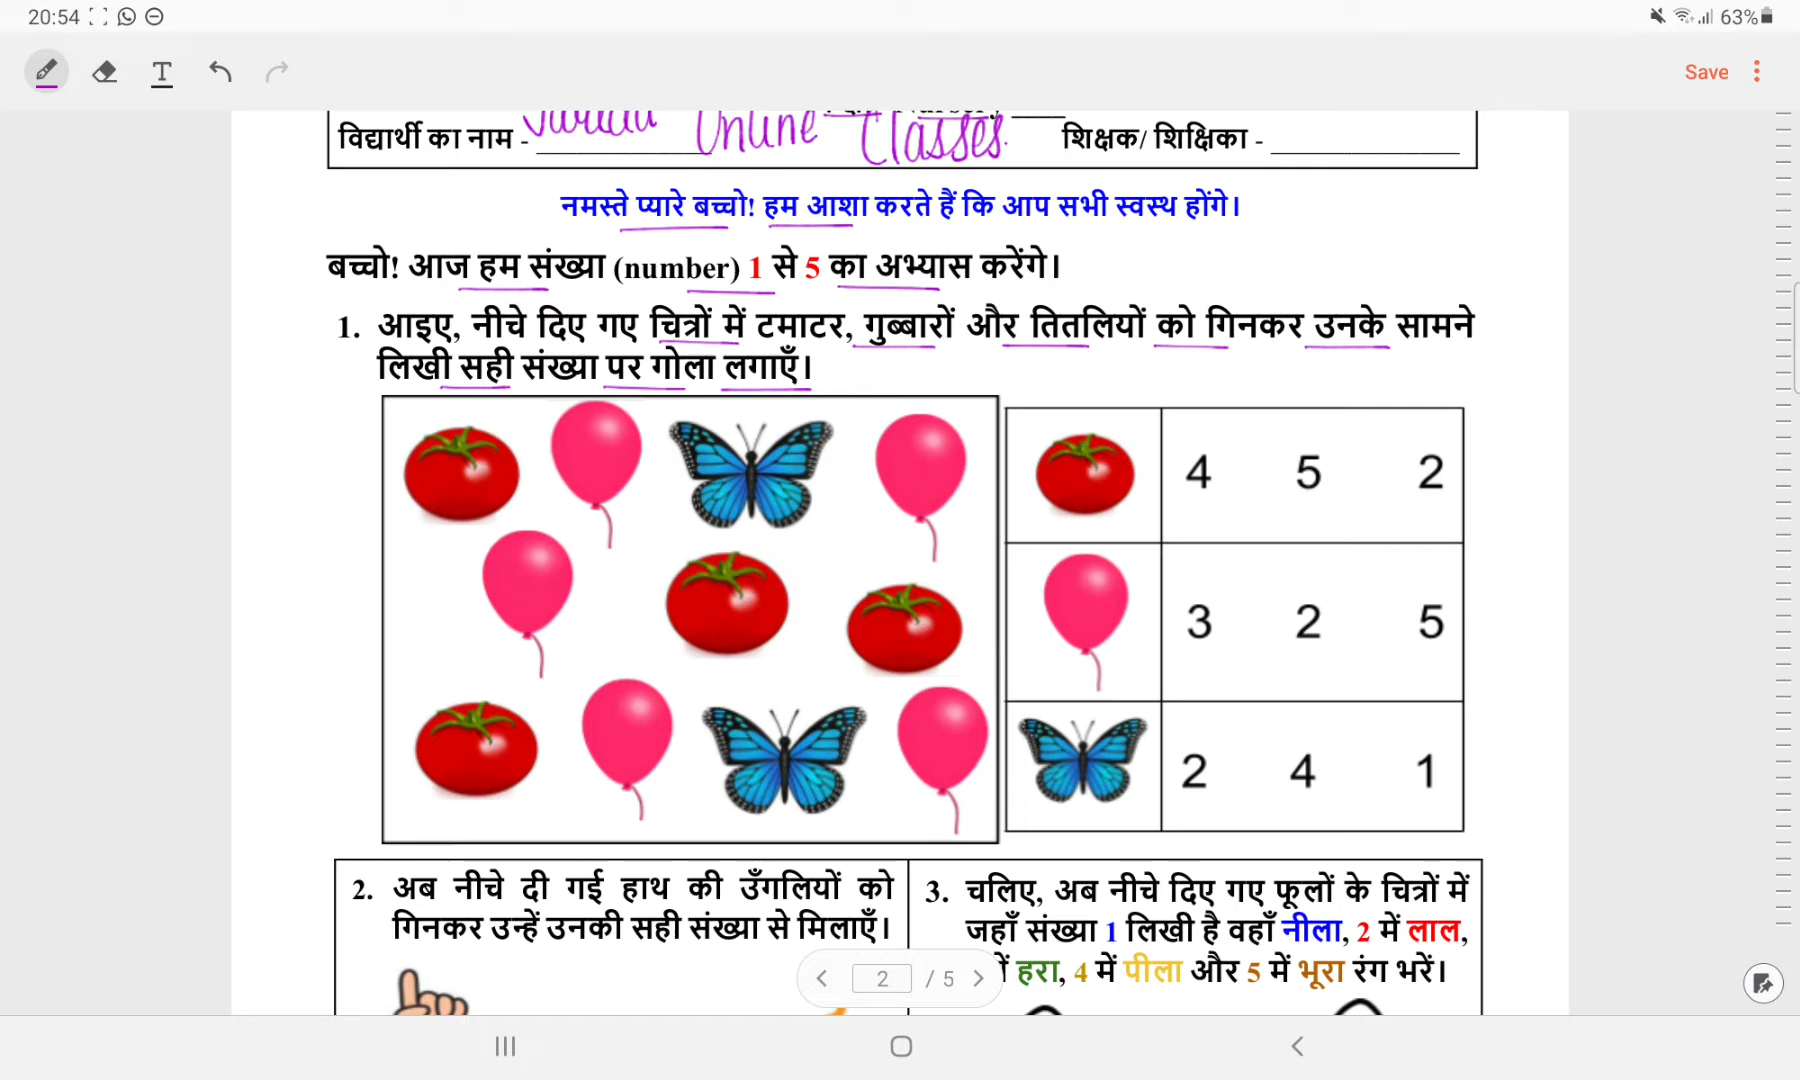 20:54 63%
Save
Online Classes
विद्यार्थी का नाम - शिक्षक/ शिक्षिका -
नमस्ते प्यारे बच्चो! हम आशा करते हैं कि आप सभी स्वस्थ होंगे।
बच्चो! आज हम संख्या (number) 1 से 5 का अभ्यास करेंगे।
1. आइए, नीचे दिए गए चित्रों में टमाटर, गुब्बारों और तितलियों को गिनकर उनके सामने
लिखी सही संख्या पर गोला लगाएँ।
4 5 2
3 2 5
2 4 1
2. अब नीचे दी गई हाथ की उँगलियों को
गिनकर उन्हें उनकी सही संख्या से मिलाएँ।
3. चलिए, अब नीचे दिए गए फूलों के चित्रों में
जहाँ संख्या 1 लिखी है वहाँ नीला, 2 में लाल,
में हरा, 4 में पीला और 5 में भूरा रंग भरें।
2 / 5